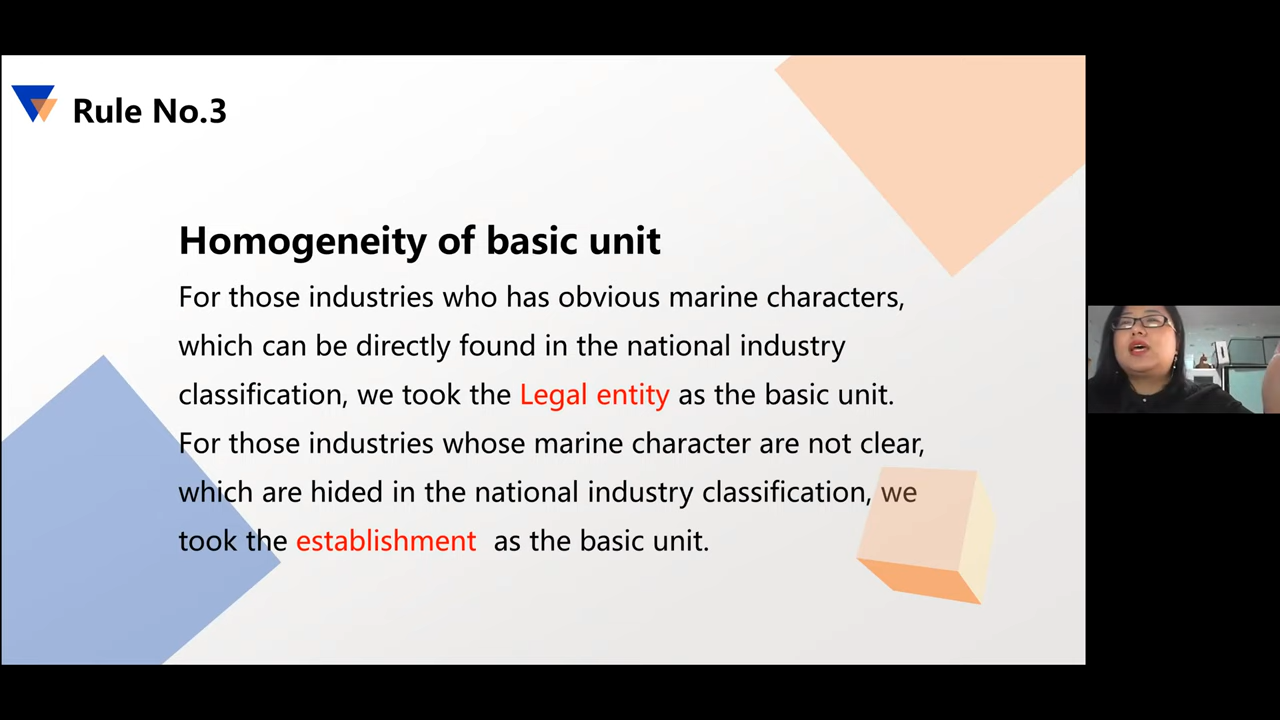 Rule No.3
Homogeneity of basic unit
For those industries who has obvious marine characters,
which can be directly found in the national industry
classification, we took the Legal entity as the basic unit.
For those industries whose marine character are not clear,
which are hided in the national industry classification, we
took the establishment as the basic unit.